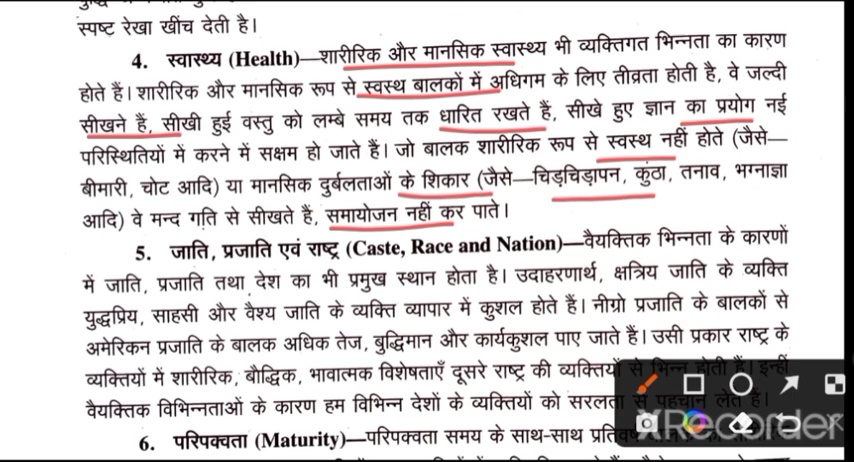 स्पष्ट रेखा खींच देती है।
4. स्वास्थ्य (Health)—शारीरिक और मानसिक स्वास्थ्य भी व्यक्तिगत भिन्नता का कारण
होते हैं। शारीरिक और मानसिक रूप से स्वस्थ बालकों में अधिगम के लिए तीव्रता होती है, वे जल्दी
सीखने है, सीखी हुई वस्तु को लम्बे समय तक धारित रखते हैं, सीखे हुए ज्ञान का प्रयोग नई
परिस्थितियों में करने में सक्षम हो जाते हैं। जो बालक शारीरिक रूप से स्वस्थ नहीं होते (जैसे—
बीमारी, चोट आदि) या मानसिक दुर्बलताओं के शिकार (जैसे—चिड़चिड़ापन, कुंठा, तनाव, भग्नाज्ञा
आदि) वे मन्द गति से सीखते है, समायोजन नहीं कर पाते।
5. जाति, प्रजाति एवं राष्ट्र (Caste, Race and Nation)—वैयक्तिक भिन्नता के कारणों
में जाति, प्रजाति तथा देश का भी प्रमुख स्थान होता है। उदाहरणार्थ, क्षत्रिय जाति के व्यक्ति
युद्धप्रिय, साहसी और वैश्य जाति के व्यक्ति व्यापार में कुशल होते हैं। नीग्रो प्रजाति के बालकों से
अमेरिकन प्रजाति के बालक अधिक तेज, बुद्धिमान और कार्यकुशल पाए जाते हैं। उसी प्रकार राष्ट्र के
व्यक्तियों में शारीरिक, बौद्धिक, भावात्मक विशेषताएँ दूसरे राष्ट्र की व्यक्तियों से भिन्न होती हैं। इन्हीं
वैयक्तिक विभिन्नताओं के कारण हम विभिन्न देशों के व्यक्तियों को सरलता से पहचान लेते हैं।
6. परिपक्वता (Maturity)—परिपक्वता समय के साथ-साथ
Recorder